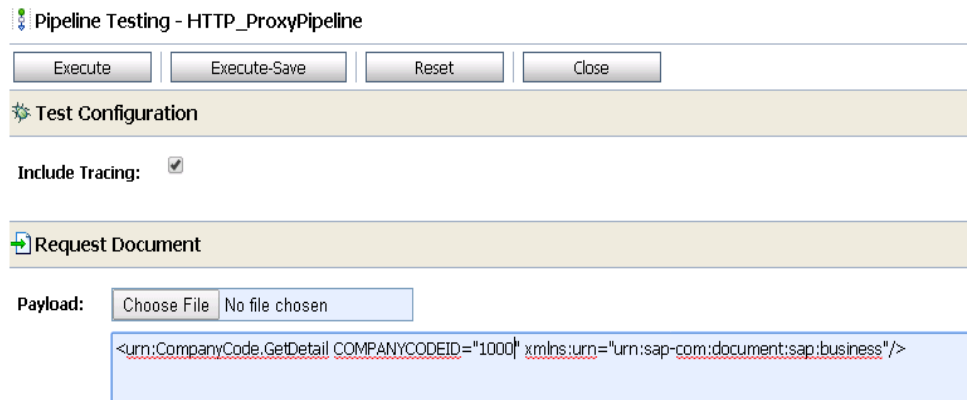 Pipeline Testing - HTTP_ProxyPipeline
Execute Execute-Save Reset Close
Test Configuration
Include Tracing:
Request Document
Payload: Choose File No file chosen
<urn:CompanyCode.GetDetail COMPANYCODEID="1000" xmlns:urn="urn:sap-com:document:sap:business"/>